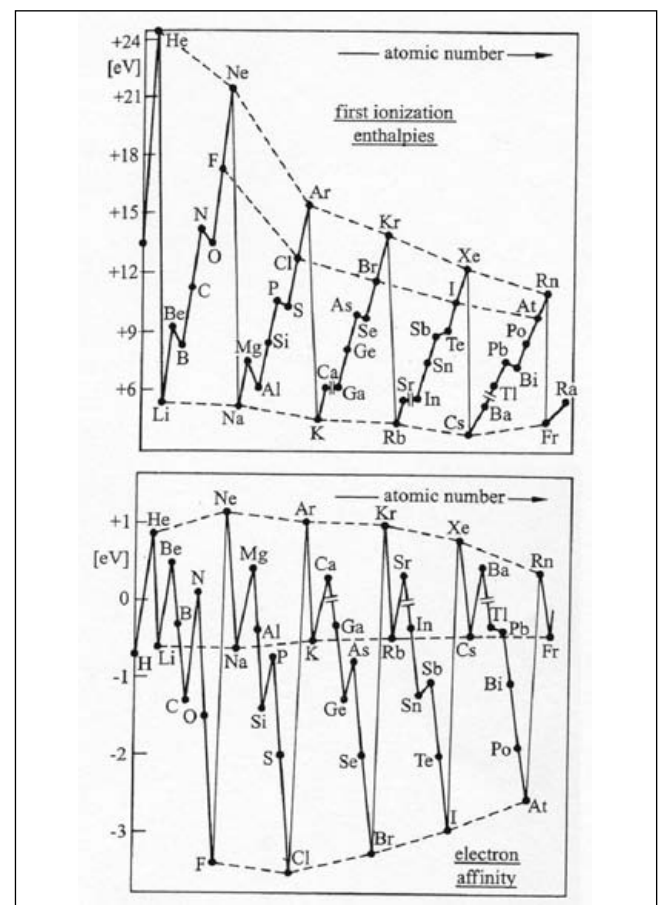 +24
[eV]
+21
+18
+15
+12
+9
+6
atomic number
first ionization
enthalpies
He
Ne
F
N
O
C
Be
B
Li
Ar
Cl
P
S
Si
Mg
Al
Na
Kr
Br
As
Se
Ge
Ca
Ga
K
Xe
I
Sb
Te
Sn
Sr
In
Rb
Rn
At
Po
Pb
Bi
Tl
Ba
Cs
Ra
Fr
+1
[eV]
0
-1
-2
-3
atomic number
He
Ne
Ar
Kr
Xe
Rn
Be
N
Mg
Ca
Sr
Ba
B
Al
Ga
In
Tl
Pb
H
Li
Na
P
K
As
Rb
Sb
Cs
Fr
C
O
Si
Ge
Sn
Bi
S
Se
Te
Po
F
Cl
Br
I
At
electron
affinity